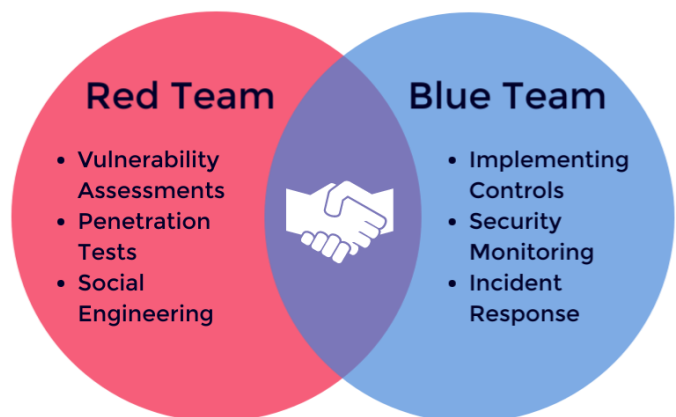 Red Team
• Vulnerability
Assessments
• Penetration
Tests
• Social
Engineering
Blue Team
• Implementing
Controls
• Security
Monitoring
• Incident
Response